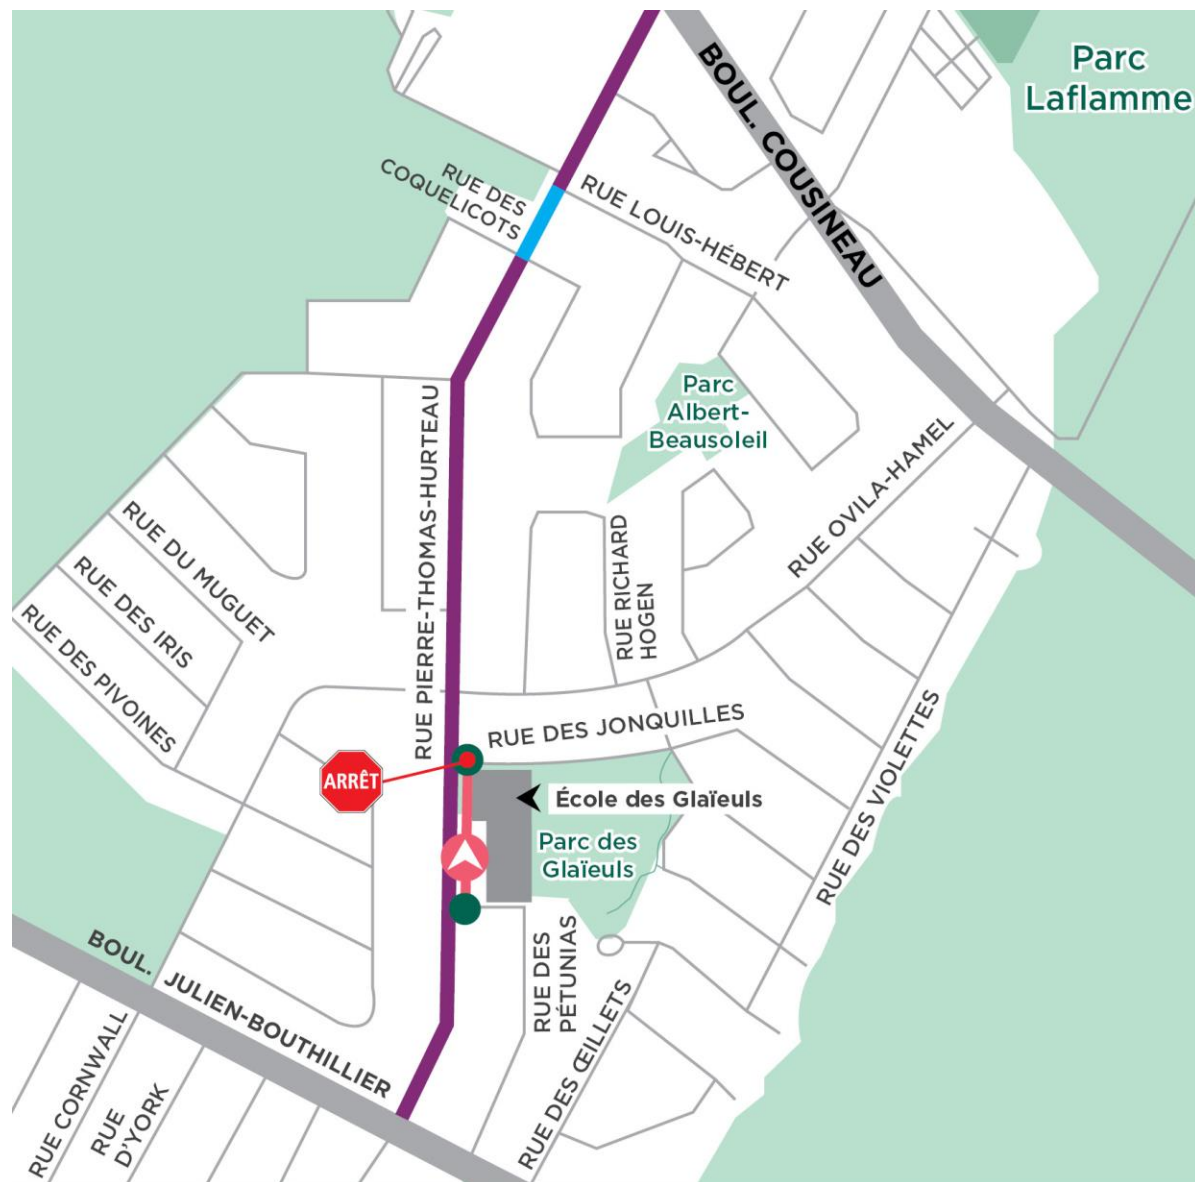 Parc
Laflamme
BOUL. COUSINEAU
RUE DES
COQUELICOTS
RUE LOUIS-HÉBERT
Parc
Albert-
Beausoleil
RUE PIERRE-THOMAS-HURTEAU
RUE OVILA-HAMEL
RUE DU MUGUET
RUE DES IRIS
RUE DES PIVOINES
RUE RICHARD
HOGEN
RUE DES JONQUILLES
RUE DES VIOLETTES
ARRÊT
École des Glaïeuls
Parc des
Glaïeuls
RUE DES
PÉTUNIAS
RUE DES ŒILLETS
BOUL. JULIEN-BOUTHILLIER
RUE CORNWALL
RUE
D'YORK